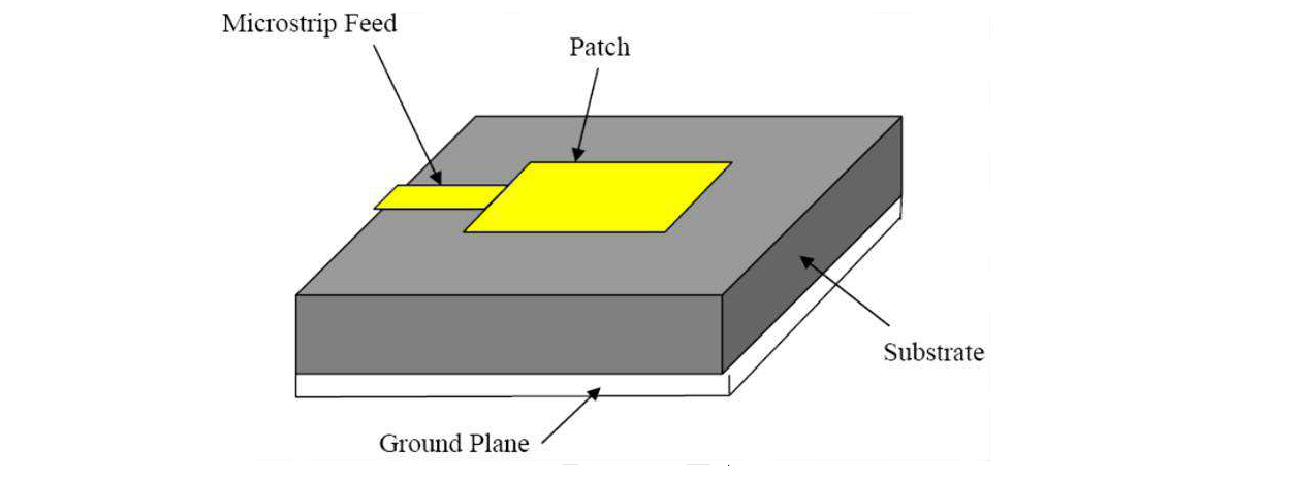 Microstrip Feed
Patch
Substrate
Ground Plane